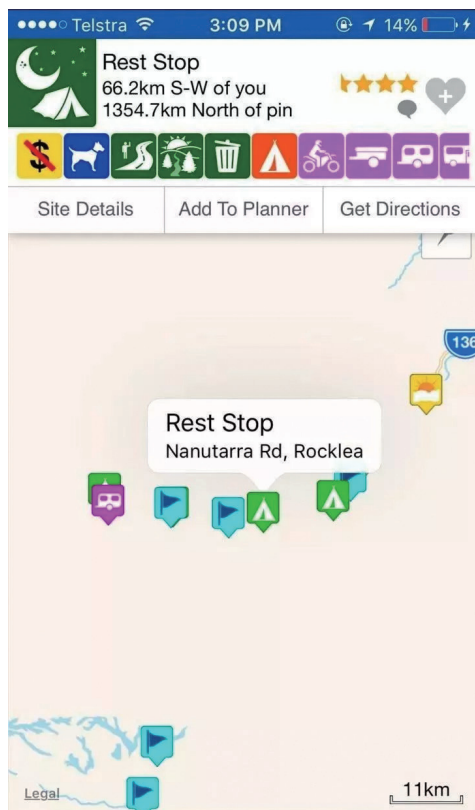 Telstra 3:09 PM 14%
Rest Stop
66.2km S-W of you
1354.7km North of pin
$
Site Details Add To Planner Get Directions
136
Rest Stop
Nanutarra Rd, Rocklea
Legal 11km